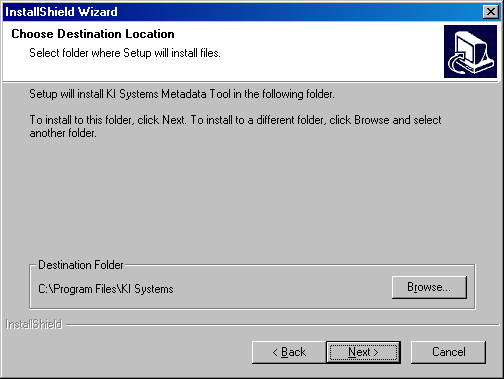 InstallShield Wizard
Choose Destination Location
Select folder where Setup will install files.
Setup will install KI Systems Metadata Tool in the following folder.
To install to this folder, click Next. To install to a different folder, click Browse and select
another folder.
Destination Folder
C:\Program Files\KI Systems
Browse...
InstallShield
< Back
Next >
Cancel